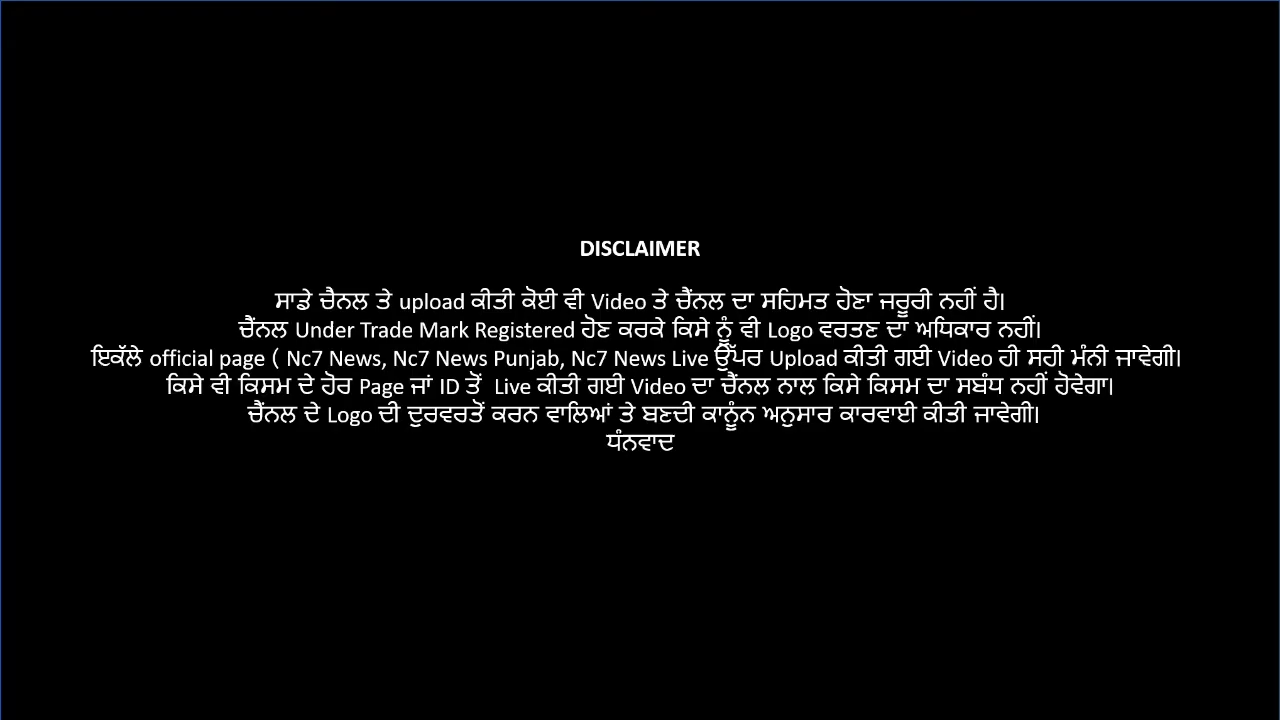 DISCLAIMER
ਸਾਡੇ ਚੈਨਲ ਤੇ upload ਕੀਤੀ ਕੋਈ ਵੀ Video ਤੇ ਚੈਂਨਲ ਦਾ ਸਹਿਮਤ ਹੋਣਾ ਜਰੂਰੀ ਨਹੀਂ ਹੈ।
ਚੈਂਨਲ Under Trade Mark Registered ਹੋਣ ਕਰਕੇ ਕਿਸੇ ਨੂੰ ਵੀ Logo ਵਰਤਣ ਦਾ ਅਧਿਕਾਰ ਨਹੀਂ।
ਇਕੱਲੇ official page ( Nc7 News, Nc7 News Punjab, Nc7 News Live ਉੱਪਰ Upload ਕੀਤੀ ਗਈ Video ਹੀ ਸਹੀ ਮੰਨੀ ਜਾਵੇਗੀ।
ਕਿਸੇ ਵੀ ਕਿਸਮ ਦੇ ਹੋਰ Page ਜਾਂ ID ਤੋਂ Live ਕੀਤੀ ਗਈ Video ਦਾ ਚੈਂਨਲ ਨਾਲ ਕਿਸੇ ਕਿਸਮ ਦਾ ਸਬੰਧ ਨਹੀਂ ਹੋਵੇਗਾ।
ਚੈਂਨਲ ਦੇ Logo ਦੀ ਦੁਰਵਰਤੋਂ ਕਰਨ ਵਾਲਿਆਂ ਤੇ ਬਣਦੀ ਕਾਨੂੰਨ ਅਨੁਸਾਰ ਕਾਰਵਾਈ ਕੀਤੀ ਜਾਵੇਗੀ।
ਧੰਨਵਾਦ